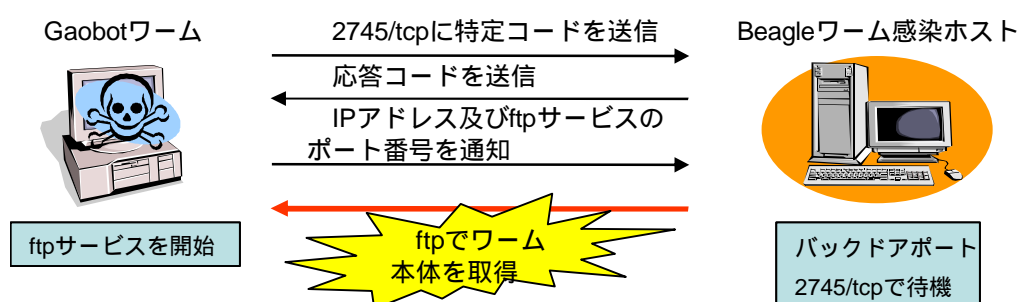 Gaobotワーム
2745/tcpに特定コードを送信
Beagleワーム感染ホスト
応答コードを送信
IPアドレス及びftpサービスの
ポート番号を通知
ftpサービスを開始
ftpでワーム
本体を取得
バックドアポート
2745/tcpで待機